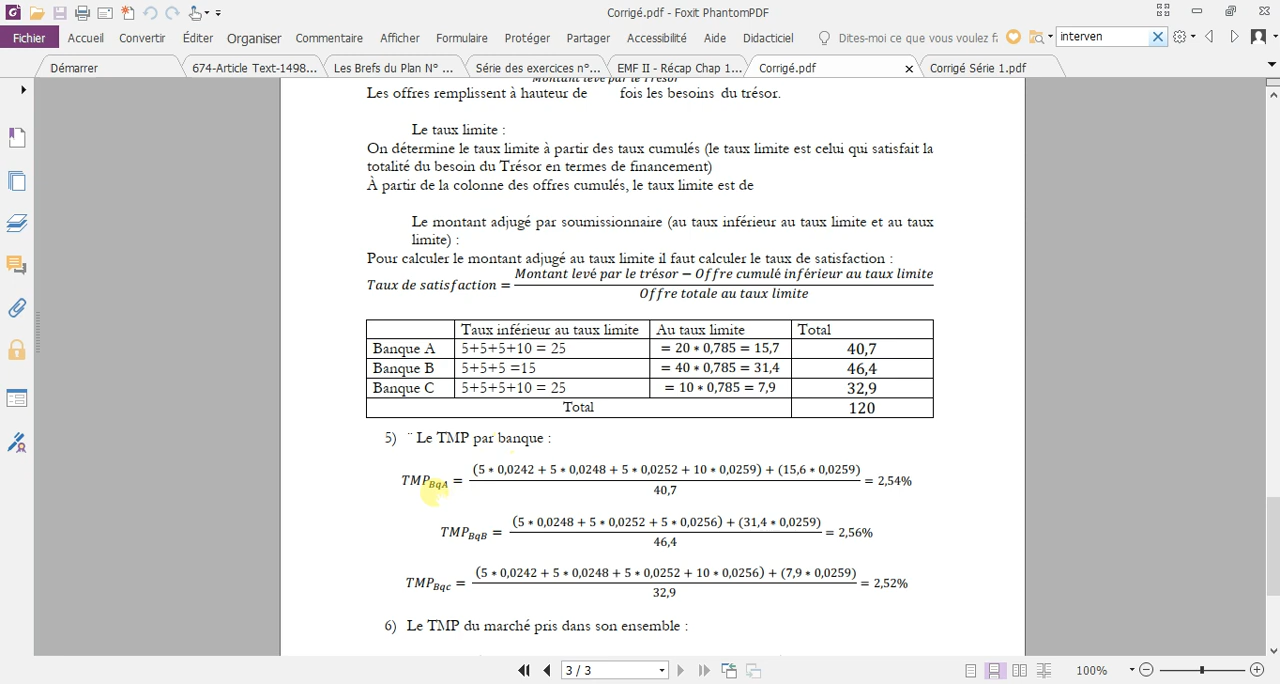 Corrigé.pdf - Foxit PhantomPDF
Fichier Accueil Convertir Éditer Organiser Commentaire Afficher Formulaire Protéger Partager Accessibilité Aide Didacticiel Dites-moi ce que vous voulez f. interven
Démarrer 674-Article Text-1498... Les Brefs du Plan N° ... Série des exercices n°... EMF II - Récap Chap 1... Corrigé.pdf Corrigé Série 1.pdf
Montant levé par le Trésor
Les offres remplissent à hauteur de fois les besoins du trésor.
Le taux limite :
On détermine le taux limite à partir des taux cumulés (le taux limite est celui qui satisfait la
totalité du besoin du Trésor en termes de financement)
À partir de la colonne des offres cumulés, le taux limite est de
Le montant adjugé par soumissionnaire (au taux inférieur au taux limite et au taux
limite) :
Pour calculer le montant adjugé au taux limite il faut calculer le taux de satisfaction :
Taux de satisfaction = Montant levé par le trésor − Offre cumulé inférieur au taux limite
Offre totale au taux limite
Taux inférieur au taux limite Au taux limite Total
Banque A 5+5+5+10 = 25 = 20 * 0,785 = 15,7 40,7
Banque B 5+5+5 =15 = 40 * 0,785 = 31,4 46,4
Banque C 5+5+5+10 = 25 = 10 * 0,785 = 7,9 32,9
Total 120
5) ¨ Le TMP par banque :
TMP BqA = (5 * 0,0242 + 5 * 0,0248 + 5 * 0,0252 + 10 * 0,0259) + (15,6 * 0,0259) = 2,54%
40,7
TMP BqB = (5 * 0,0248 + 5 * 0,0252 + 5 * 0,0256) + (31,4 * 0,0259) = 2,56%
46,4
TMP Bqc = (5 * 0,0242 + 5 * 0,0248 + 5 * 0,0252 + 10 * 0,0256) + (7,9 * 0,0259) = 2,52%
32,9
6) Le TMP du marché pris dans son ensemble :
3 / 3 100%